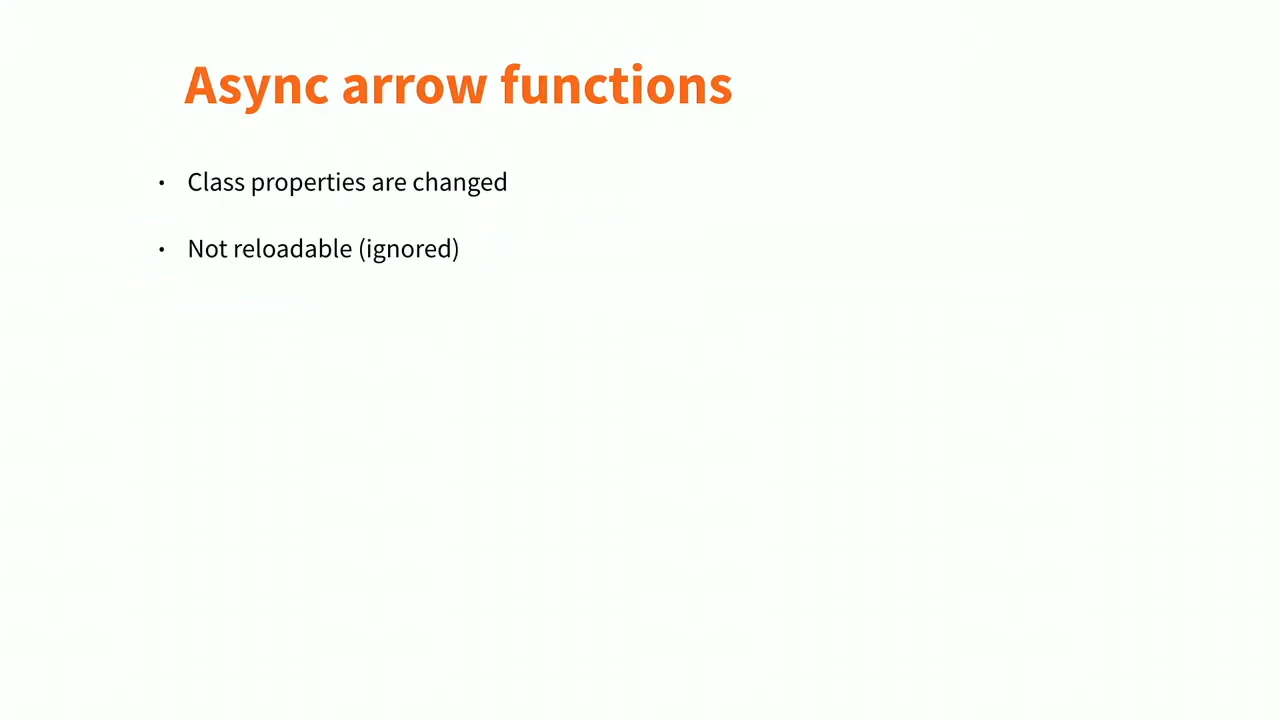 Async arrow functions
• Class properties are changed
• Not reloadable (ignored)